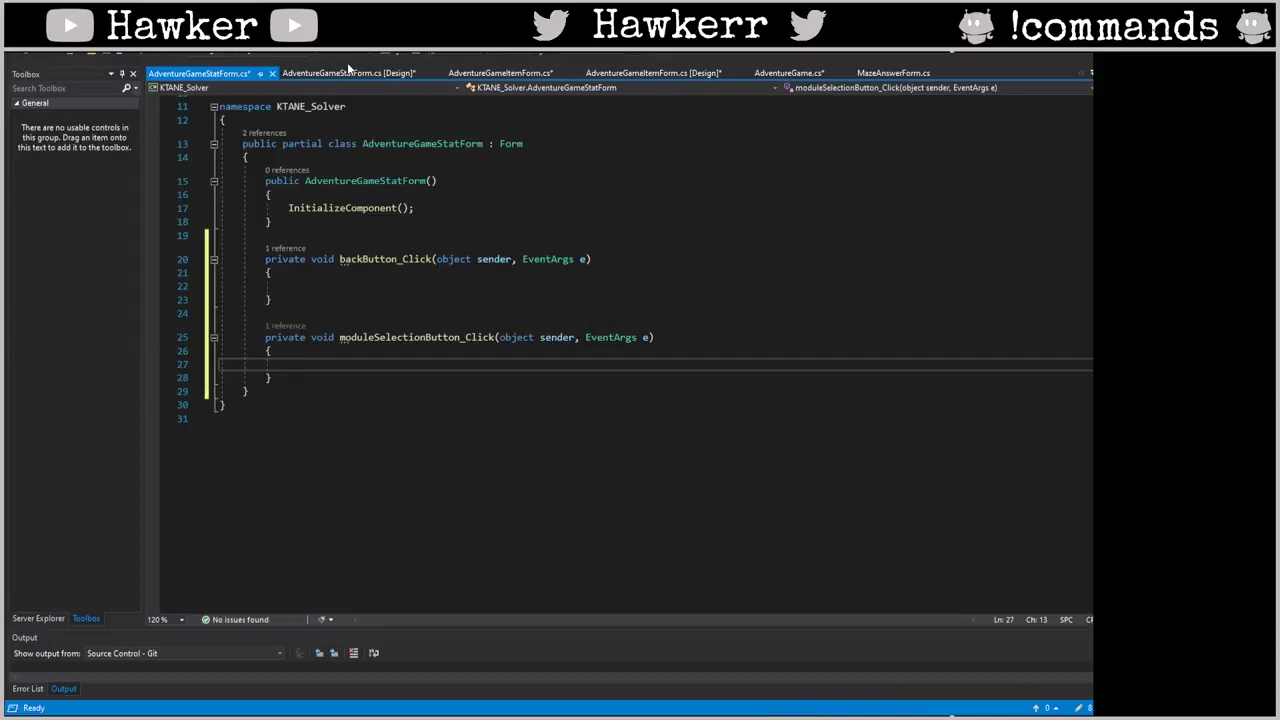 Hawker
Hawkerr
!commands
Toolbox
AdventureGameStatForm.cs*
AdventureGameStatForm.cs [Design]*
AdventureGameItemForm.cs*
AdventureGameItemForm.cs [Design]*
AdventureGame.cs*
MazeAnswerForm.cs
Search Toolbox
KTANE_Solver
KTANE_Solver.AdventureGameStatForm
moduleSelectionButton_Click(object sender, EventArgs e)
General
There are no usable controls in
this group. Drag an item onto
this text to add it to the toolbox.
11 namespace KTANE_Solver
12 {
2 references
13 public partial class AdventureGameStatForm : Form
14 {
0 references
15 public AdventureGameStatForm()
16 {
17 InitializeComponent();
18 }
19
1 reference
20 private void backButton_Click(object sender, EventArgs e)
21 {
22
23 }
24
1 reference
25 private void moduleSelectionButton_Click(object sender, EventArgs e)
26 {
27
28 }
29 }
30 }
31
Server Explorer
Toolbox
120 %
No issues found
Ln: 27
Ch: 13
SPC
Output
Show output from:
Source Control - Git
Error List
Output
Ready
0
8